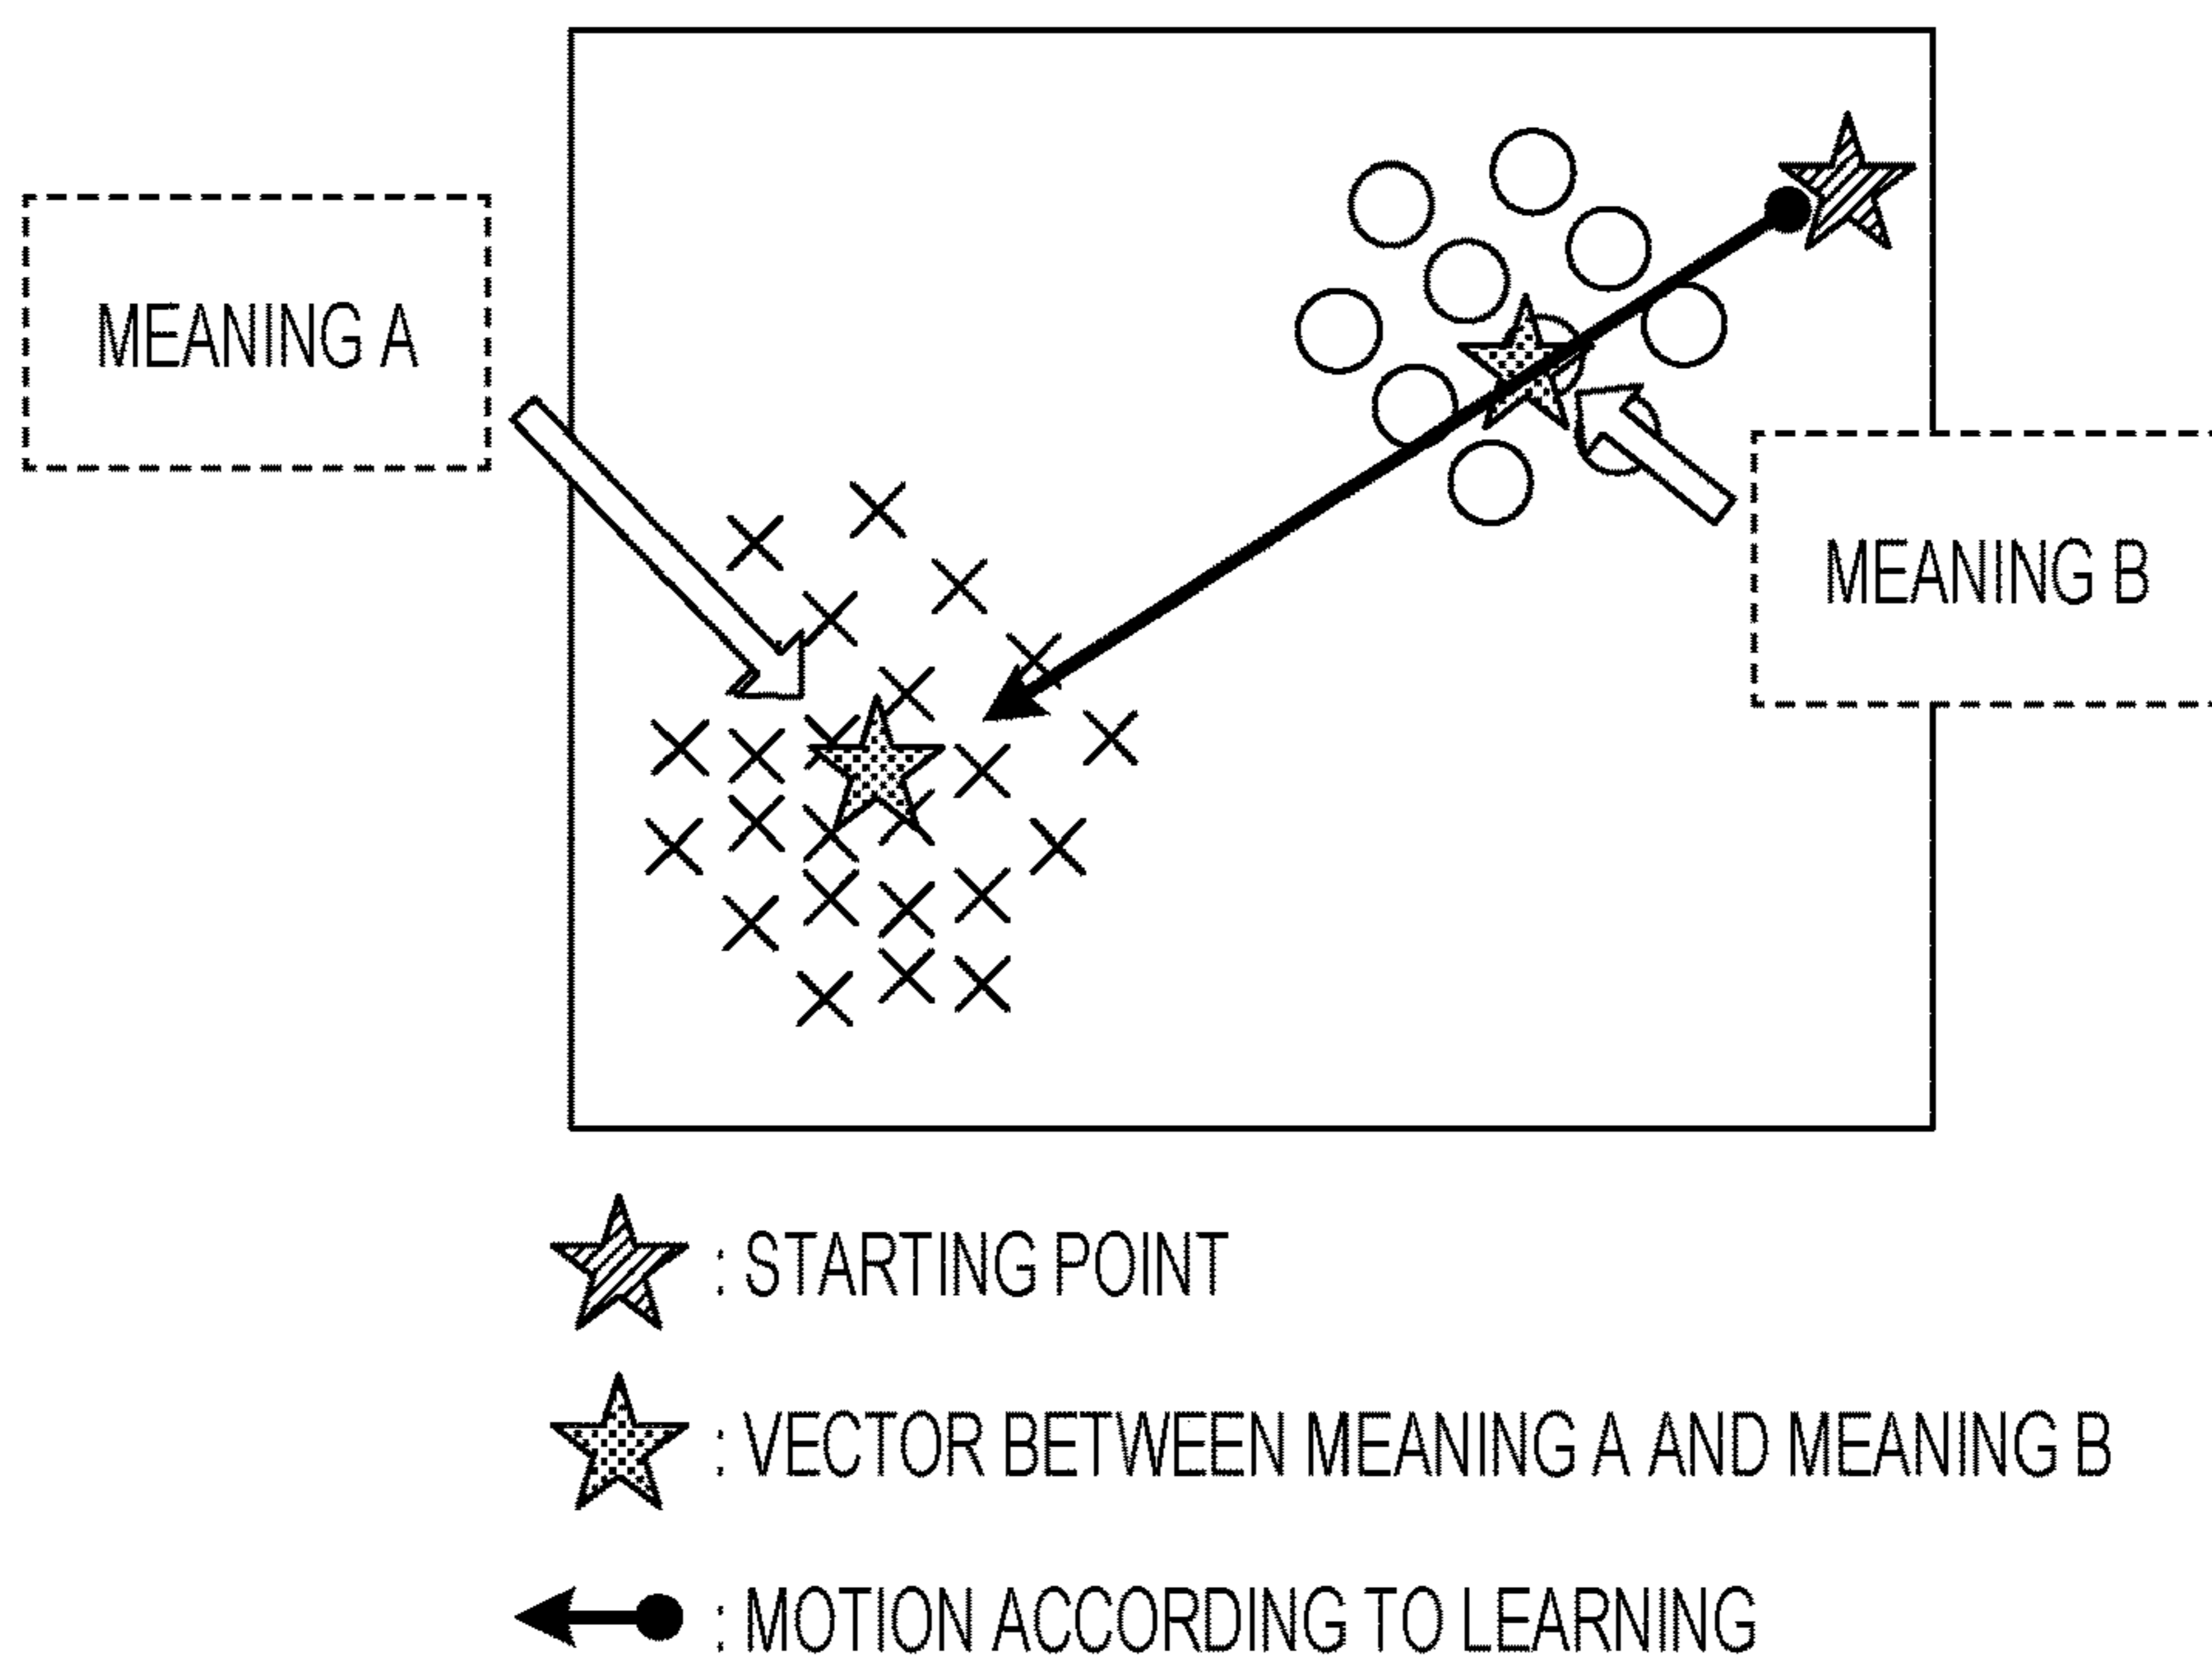 MEANING A
MEANING B
: STARTING POINT
: VECTOR BETWEEN MEANING A AND MEANING B
: MOTION ACCORDING TO LEARNING